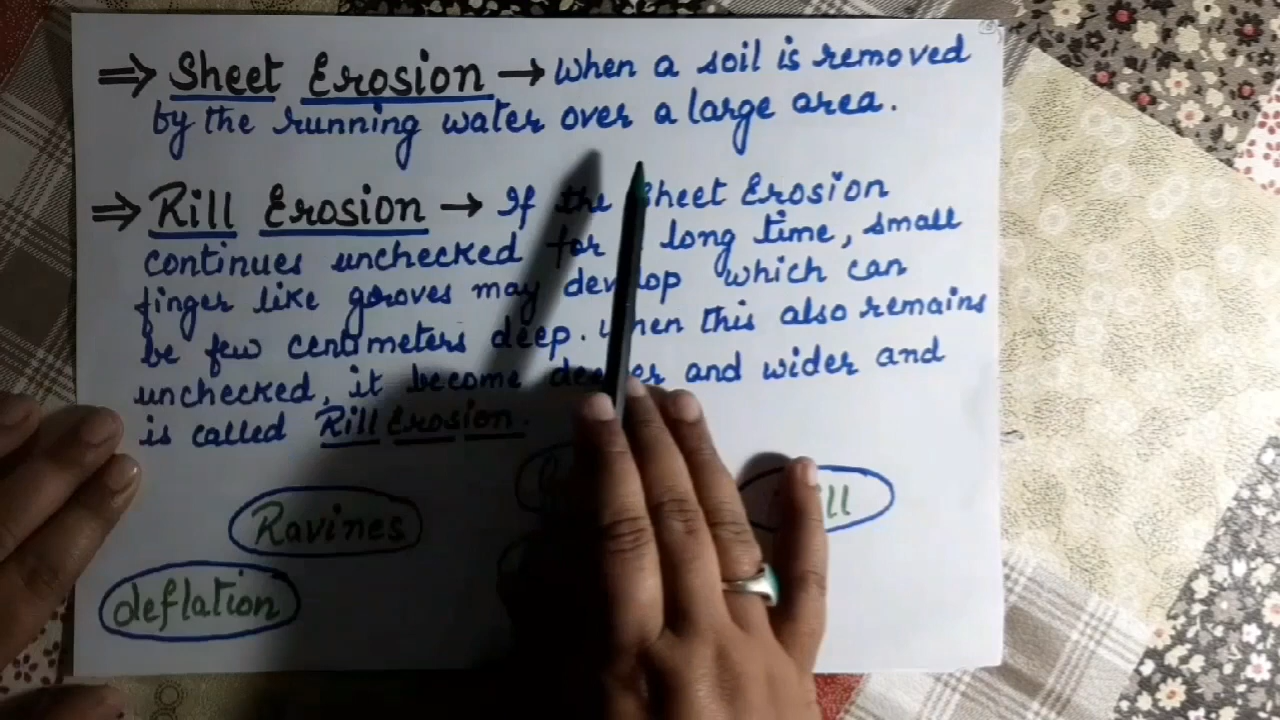 ⇒ Sheet Erosion → When a soil is removed
by the running water over a large area.
⇒ Rill Erosion → If the Sheet Erosion
continues unchecked for long time, small
finger like groves may develop which can
be few centimeters deep. When this also remains
unchecked, it become deeper and wider and
is called Rill Erosion.
Ravines
deflation